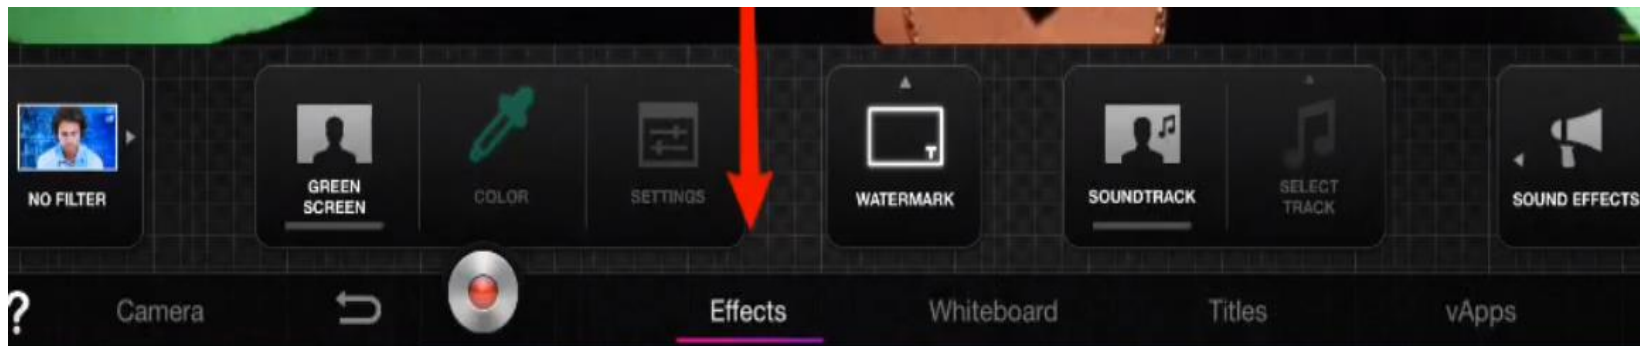 NO FILTER
GREEN
SCREEN
COLOR
SETTINGS
T
WATERMARK
SOUNDTRACK
SELECT
TRACK
SOUND EFFECTS
?
Camera
Effects
Whiteboard
Titles
vApps